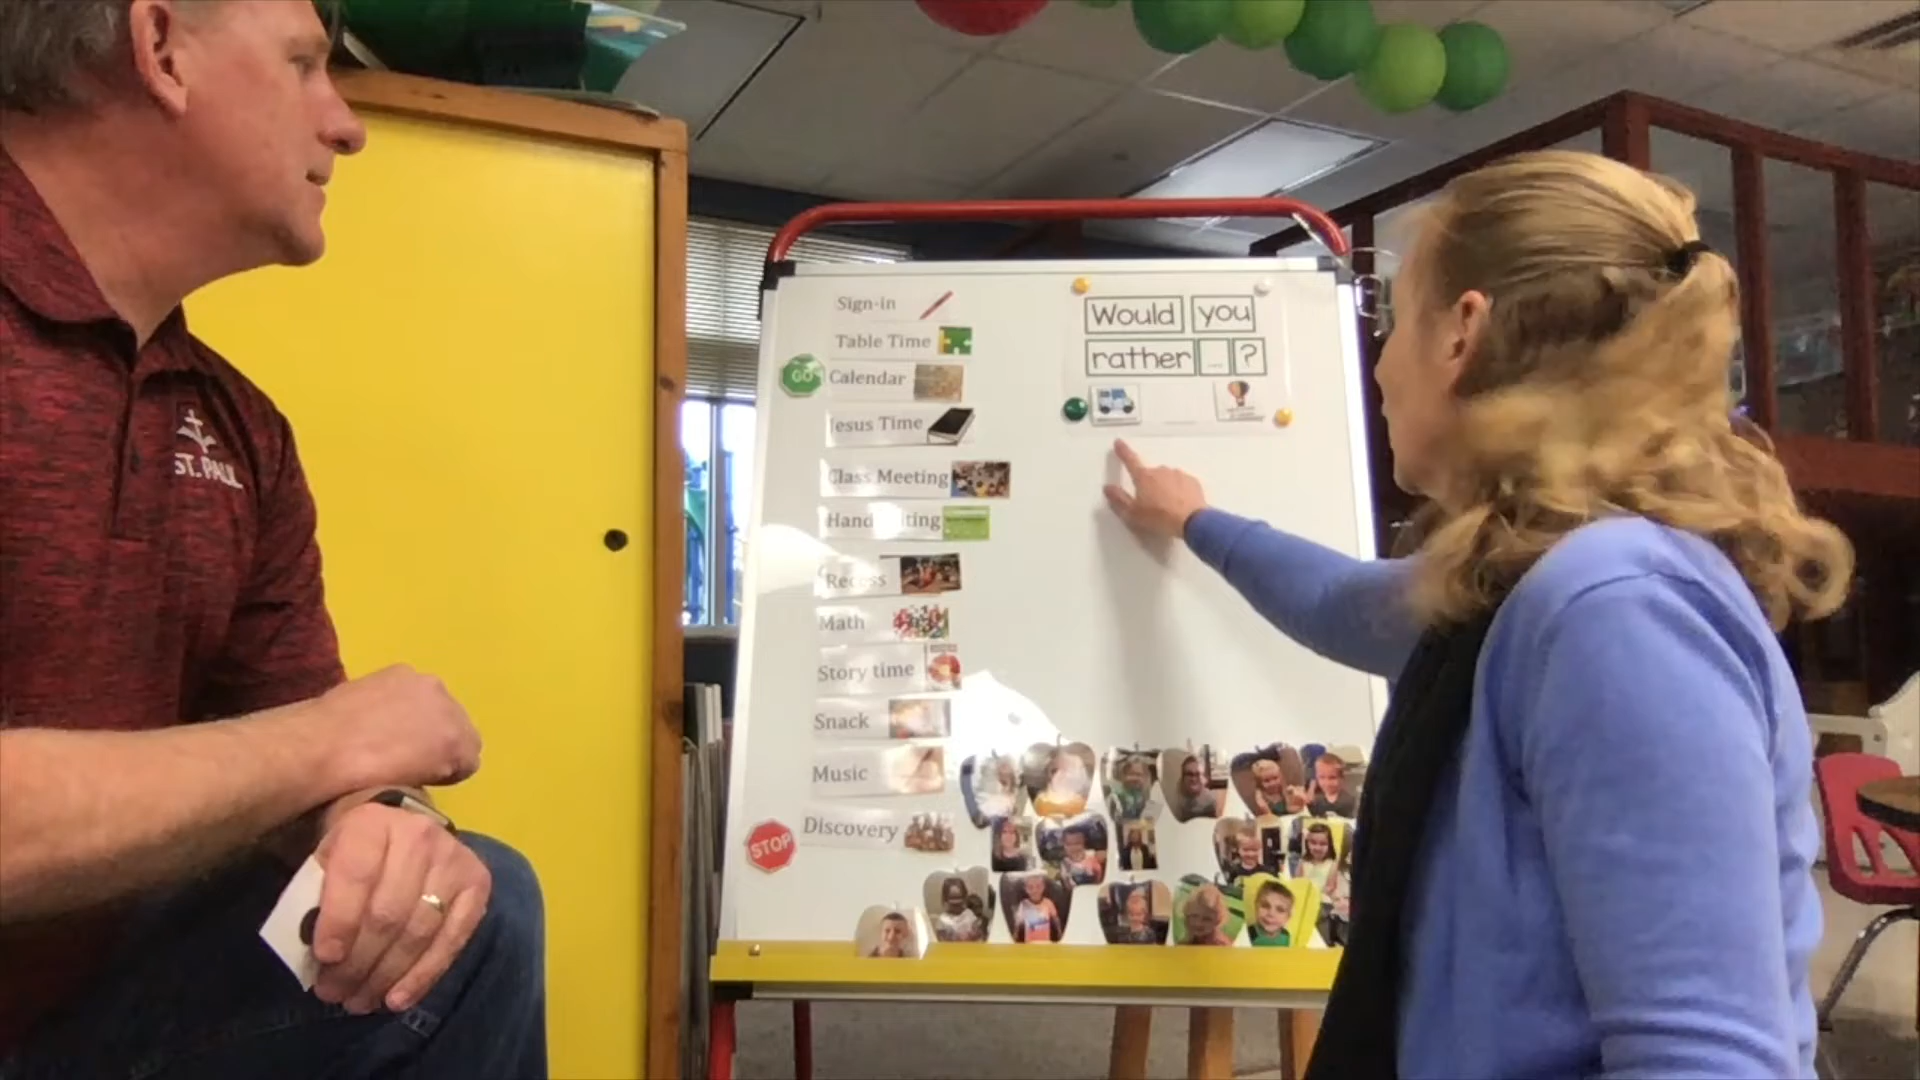 Sign-in
Table Time
GO
Calendar
Jesus Time
Class Meeting
Recess
Math
Story time
Snack
Music
STOP
Discovery
Would you
rather ... ?
ST. PAUL